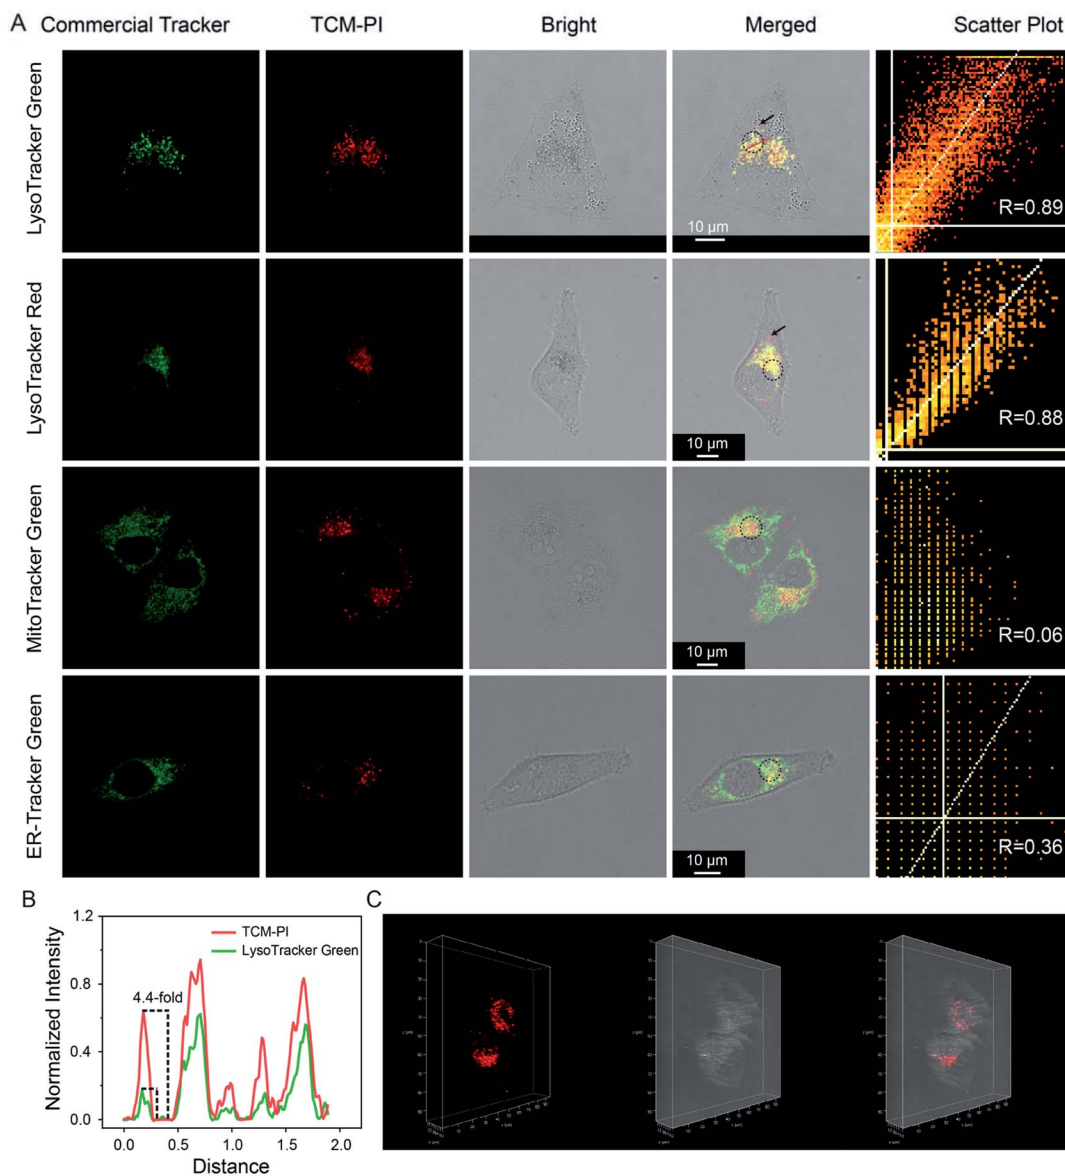 A
Commercial Tracker
TCM-PI
Bright
Merged
Scatter Plot
LysoTracker Green
10 µm
R=0.89
LysoTracker Red
10 µm
R=0.88
MitoTracker Green
10 µm
R=0.06
ER-Tracker Green
10 µm
R=0.36
B
Normalized Intensity
1.2
0.8
0.4
0.0
TCM-PI
LysoTracker Green
4.4-fold
0.0
0.5
1.0
1.5
2.0
Distance
C